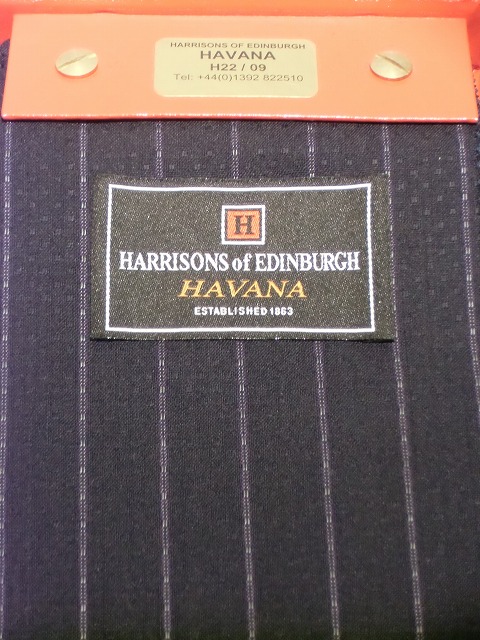 HARRISONS OF EDINBURGH
HAVANA
H22 / 09
Tel: +44(0)1392 822510
H
HARRISONS of EDINBURGH
HAVANA
ESTABLISHED 1863